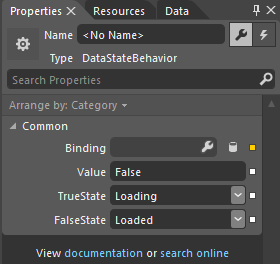 Properties Resources Data
Name <No Name>
Type DataStateBehavior
Search Properties
Arrange by: Category
Common
Binding
Value False
TrueState Loading
FalseState Loaded
View documentation or search online